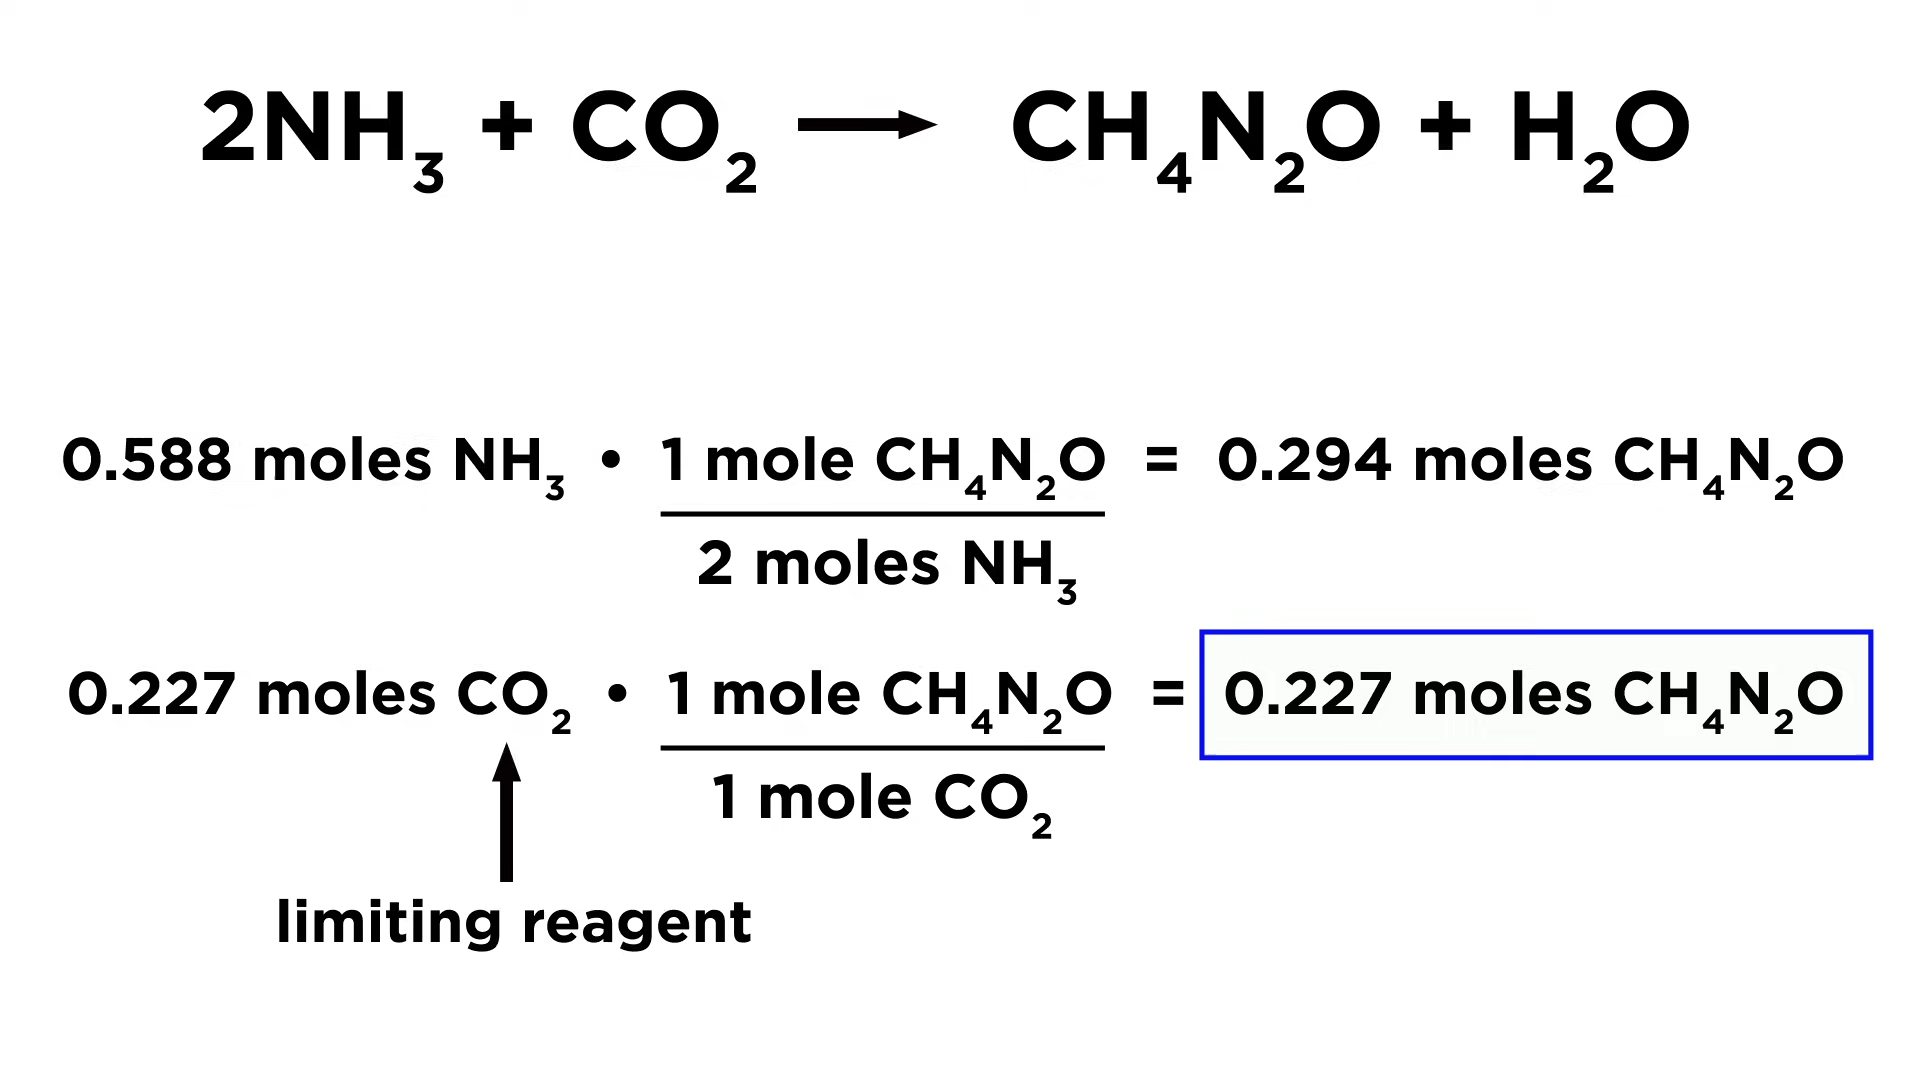 2NH₃ + CO₂ → CH₄N₂O + H₂O
0.588 moles NH₃ • 1 mole CH₄N₂O = 0.294 moles CH₄N₂O
2 moles NH₃
0.227 moles CO₂ • 1 mole CH₄N₂O = 0.227 moles CH₄N₂O
1 mole CO₂
limiting reagent